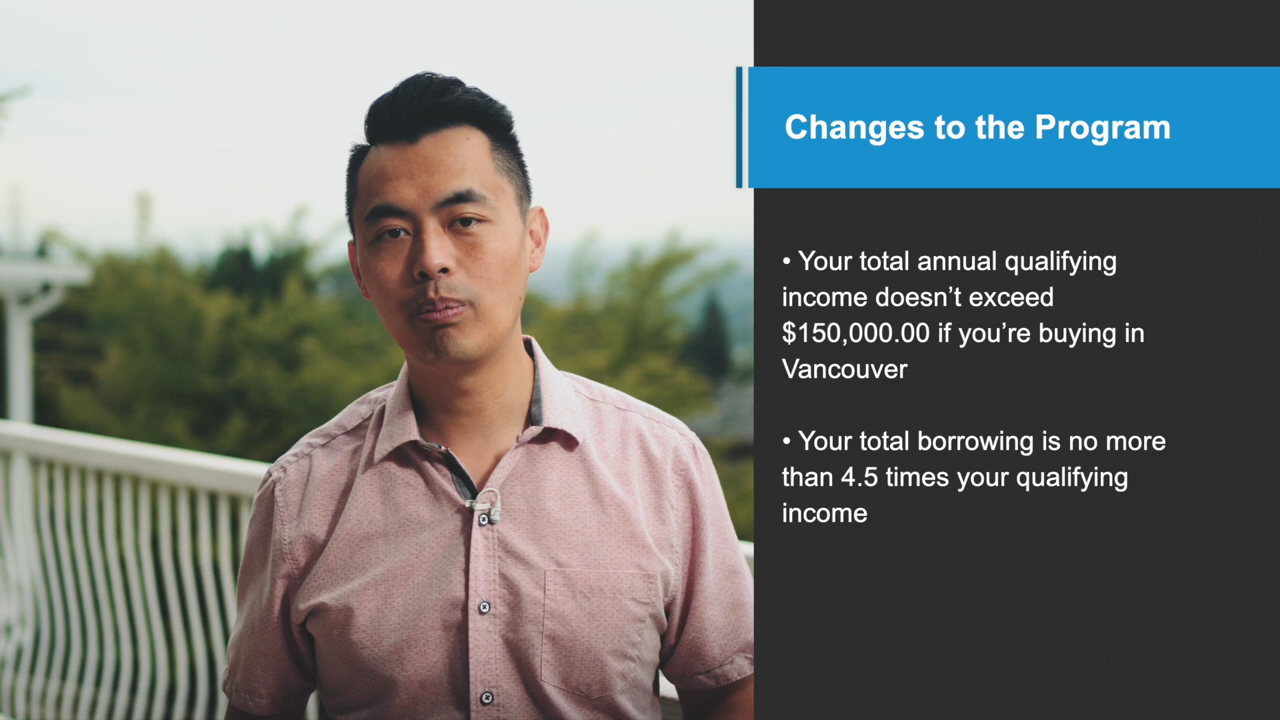 Changes to the Program
• Your total annual qualifying
income doesn’t exceed
$150,000.00 if you’re buying in
Vancouver
• Your total borrowing is no more
than 4.5 times your qualifying
income